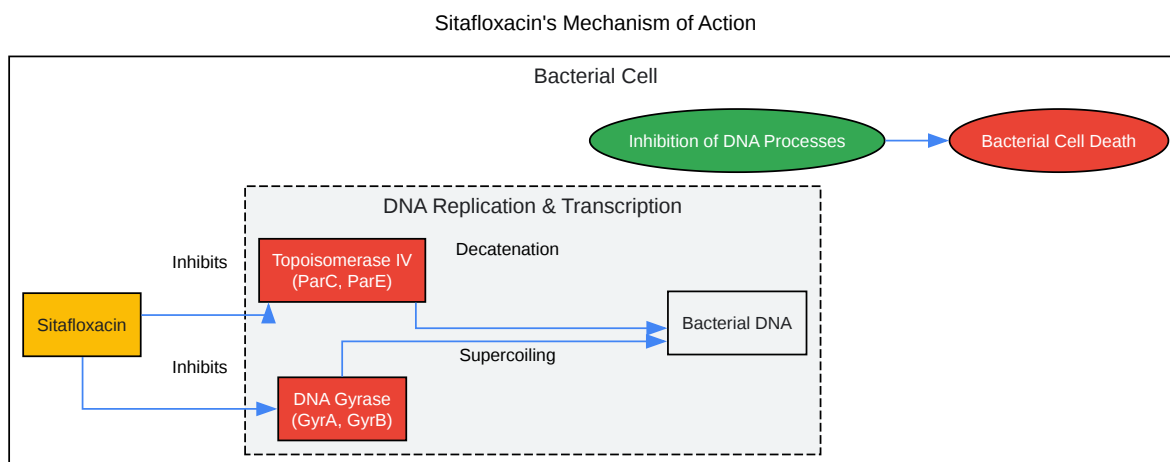 Sitafloxacin's Mechanism of Action
Bacterial Cell
Inhibition of DNA Processes
Bacterial Cell Death
DNA Replication & Transcription
Inhibits
Topoisomerase IV
(ParC, ParE)
Decatenation
Sitafloxacin
Bacterial DNA
Inhibits
Supercoiling
DNA Gyrase
(GyrA, GyrB)